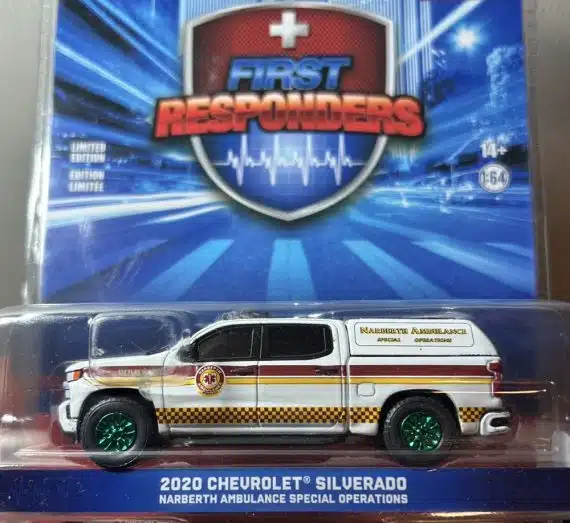 FIRST
RESPONDERS
LIMITED
EDITION
EDITION
LIMITÉE
14+
1:64
NARBERTH AMBULANCE
SPECIAL OPERATIONS
2020 CHEVROLET® SILVERADO
NARBERTH AMBULANCE SPECIAL OPERATIONS